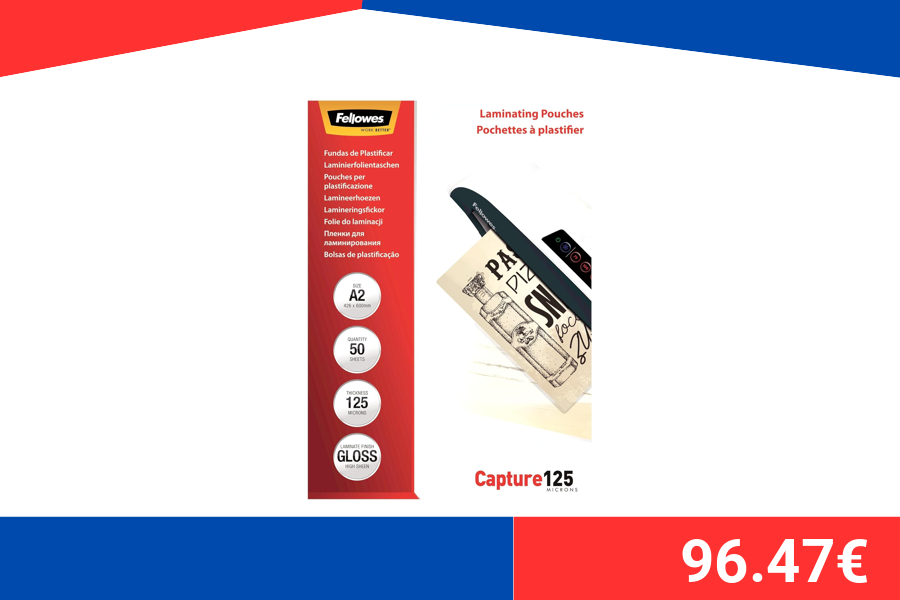 Fellowes
WORK BETTER
Fundas de Plastificar
Laminierfolientaschen
Pouches per
plastificazione
Lamineerhoezen
Lamineringsfickor
Folie do laminacji
Пленки для
ламинирования
Bolsas de plastificação
SIZE
A2
QUANTITY
50
SHEETS
THICKNESS
125
MICRONS
LAMINATE FINISH
GLOSS
HIGH SHEEN
Laminating Pouches
Pochettes à plastifier
Fellowes
Capture125
MICRONS
96.47€